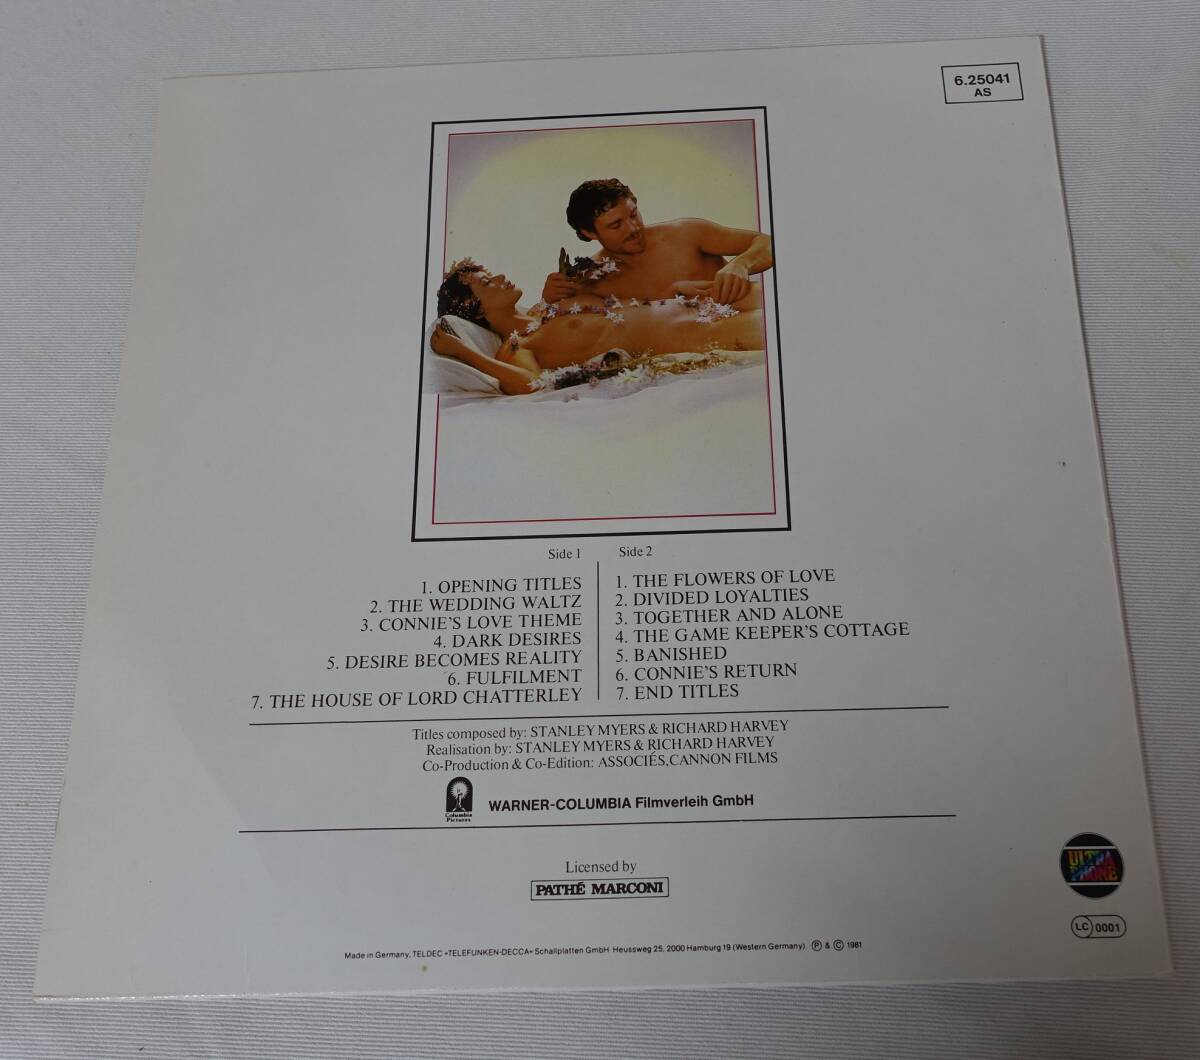 6.25041
AS
Side 1
1. OPENING TITLES
2. THE WEDDING WALTZ
3. CONNIE'S LOVE THEME
4. DARK DESIRES
5. DESIRE BECOMES REALITY
6. FULFILMENT
7. THE HOUSE OF LORD CHATTERLEY
Side 2
1. THE FLOWERS OF LOVE
2. DIVIDED LOYALTIES
3. TOGETHER AND ALONE
4. THE GAME KEEPER'S COTTAGE
5. BANISHED
6. CONNIE'S RETURN
7. END TITLES
Titles composed by: STANLEY MYERS & RICHARD HARVEY
Realisation by: STANLEY MYERS & RICHARD HARVEY
Co-Production & Co-Edition: ASSOCIÉS,CANNON FILMS
Columbia
Pictures
WARNER-COLUMBIA Filmverleih GmbH
Licensed by
PATHÉ MARCONI
ULTRA
PHONE
LC 0001
Made in Germany, TELDEC »TELEFUNKEN-DECCA« Schallplatten GmbH Heussweg 25, 2000 Hamburg 19 (Western Germany) Ⓟ & © 1981